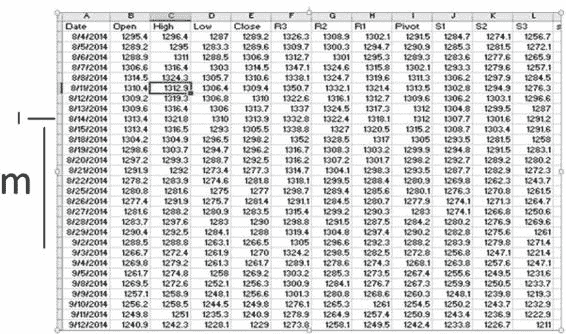 A B C D E F G H I J K L
Date Open High Low Close R3 R2 R1 Pivot S1 S2 S3 s
8/4/2014 1295.4 1296.4 1287 1289.2 1326.3 1308.9 1302.1 1291.5 1284.7 1274.1 1256.7
8/5/2014 1289.2 1295 1283.3 1289.6 1309.7 1300.3 1294.7 1290.9 1285.3 1281.5 1272.1
8/6/2014 1288.9 1311 1288.5 1306.9 1312.7 1301 1295.3 1289.3 1283.6 1277.6 1265.9
8/7/2014 1306.6 1316.4 1303 1314.5 1347.1 1324.6 1315.8 1302.1 1293.3 1279.6 1257.1
8/8/2014 1314.5 1324.3 1305.7 1310.6 1338.1 1324.7 1319.6 1311.3 1306.2 1297.9 1284.5
8/11/2014 1310.4 1312.9 1306.4 1309.4 1350.7 1332.1 1321.4 1313.5 1302.8 1294.9 1276.3
8/12/2014 1309.2 1319.3 1306.8 1310 1322.6 1316.1 1312.7 1309.6 1306.2 1303.1 1296.6
8/13/2014 1309.6 1316.4 1306 1313.7 1337 1324.5 1317.3 1312 1304.8 1299.5 1287
8/14/2014 1313.4 1321.8 1310 1313.9 1332.8 1322.4 1318.1 1312 1307.7 1301.6 1291.2
8/15/2014 1313.4 1316.5 1293 1305.5 1338.8 1327 1320.5 1315.2 1308.7 1303.4 1291.6
8/18/2014 1304.2 1304.9 1296.5 1298.2 1352 1328.5 1317 1305 1293.5 1281.5 1258
8/19/2014 1298.6 1303.7 1294.7 1296.2 1316.7 1308.3 1303.2 1299.9 1294.8 1291.5 1283.1
8/20/2014 1297.2 1299.3 1288.7 1292.5 1316.2 1307.2 1301.7 1298.2 1292.7 1289.2 1280.2
8/21/2014 1291.9 1292 1273.4 1277.3 1314.7 1304.1 1298.3 1293.5 1287.7 1282.9 1272.3
8/22/2014 1278.2 1283.9 1274.6 1281.8 1318.1 1299.5 1288.4 1280.9 1269.8 1262.3 1243.7
8/25/2014 1280.8 1281.6 1275 1277 1298.7 1289.4 1285.6 1280.1 1276.3 1270.8 1261.5
8/26/2014 1277.4 1291.9 1275.7 1281.4 1291.1 1284.5 1280.7 1277.9 1274.1 1271.3 1264.7
8/27/2014 1281.6 1288.2 1280.9 1283.5 1315.4 1299.2 1290.3 1283 1274.1 1266.8 1250.6
8/28/2014 1283.7 1297.6 1283 1290 1298.8 1291.5 1287.5 1284.2 1280.2 1276.9 1269.6
8/29/2014 1290.4 1292.5 1284.1 1288 1319.4 1304.8 1297.4 1290.2 1282.8 1275.6 1261
9/2/2014 1288.5 1288.8 1263.1 1266.5 1305 1296.6 1292.3 1288.2 1283.9 1279.8 1271.4
9/3/2014 1266.7 1272.4 1261.9 1270 1324.2 1298.5 1282.5 1272.8 1256.8 1247.1 1221.4
9/4/2014 1269.8 1279.2 1261.3 1261.7 1289.1 1278.6 1274.3 1268.1 1263.8 1257.6 1247.1
9/5/2014 1261.7 1274.8 1258 1269.2 1303.2 1285.3 1273.5 1267.4 1255.6 1249.5 1231.6
9/8/2014 1269.5 1272.6 1252.1 1256.3 1300.9 1284.1 1276.7 1267.3 1259.9 1250.5 1233.7
9/9/2014 1257.1 1258.9 1248.1 1256.6 1301.3 1280.8 1268.6 1260.3 1248.1 1239.8 1219.3
9/10/2014 1256.2 1258.5 1244.5 1249.8 1276.1 1265.3 1261 1254.5 1250.2 1243.7 1232.9
9/11/2014 1249.8 1251 1235.3 1240.9 1278.9 1264.9 1257.4 1250.9 1243.4 1236.9 1222.9
9/12/2014 1240.9 1242.3 1228.1 1229 1273.8 1258.1 1249.5 1242.4 1233.8 1226.7
m